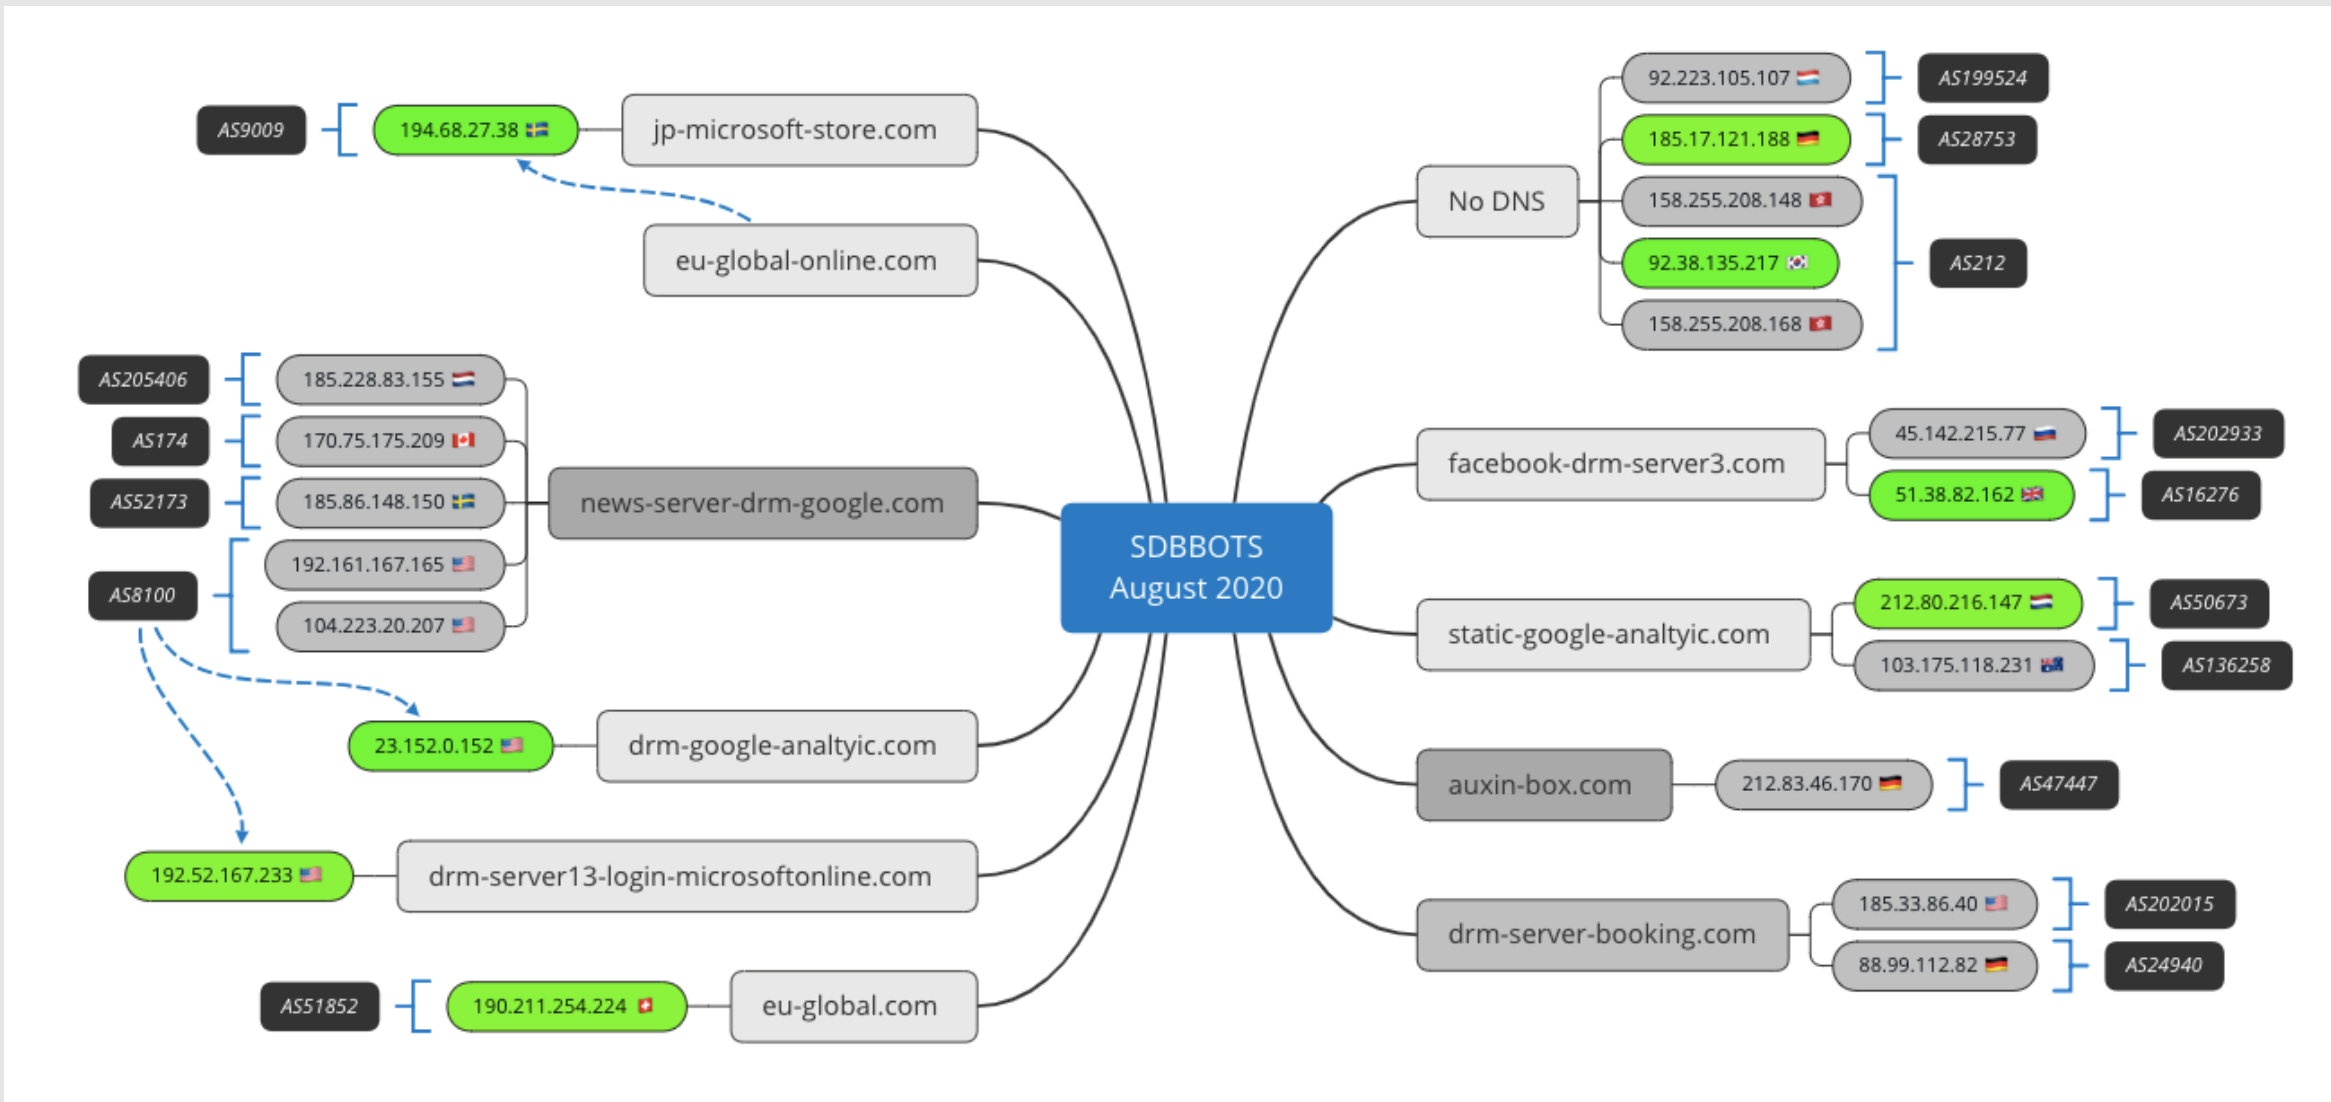 AS9009
194.68.27.38
jp-microsoft-store.com
eu-global-online.com
AS205406
185.228.83.155
AS174
170.75.175.209
AS52173
185.86.148.150
news-server-drm-google.com
192.161.167.165
AS8100
104.223.20.207
23.152.0.152
drm-google-analtyic.com
192.52.167.233
drm-server13-login-microsoftonline.com
AS51852
190.211.254.224
eu-global.com
SDBBOTS
August 2020
No DNS
92.223.105.107
AS199524
185.17.121.188
AS28753
158.255.208.148
92.38.135.217
AS212
158.255.208.168
facebook-drm-server3.com
45.142.215.77
AS202933
51.38.82.162
AS16276
static-google-analtyic.com
212.80.216.147
AS50673
103.175.118.231
AS136258
auxin-box.com
212.83.46.170
AS47447
drm-server-booking.com
185.33.86.40
AS202015
88.99.112.82
AS24940